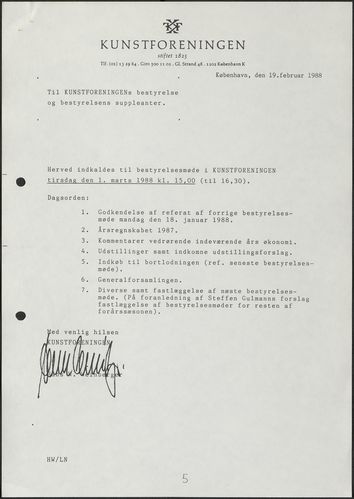 KUNSTFORENINGEN
stiftet 1825
Tlf. (01) 13 29 64 . Giro 500 11 09 . Gl. Strand 48 . 1202 København K
København, den 19.februar 1988
Til KUNSTFORENINGENs bestyrelse
og bestyrelsens suppleanter.
Herved indkaldes til bestyrelsesmøde i KUNSTFORENINGEN
tirsdag den 1. marts 1988 kl. 15,00 (til 16,30).
Dagsorden:
1. Godkendelse af referat af forrige bestyrelses-
møde mandag den 18. januar 1988.
2. Årsregnskabet 1987.
3. Kommentarer vedrørende indeværende års økonomi.
4. Udstillinger samt indkomne udstillingsforslag.
5. Indkøb til bortlodningen (ref. seneste bestyrelses-
møde).
6. Generalforsamlingen.
7. Diverse samt fastlæggelse af næste bestyrelses-
møde. (På foranledning af Steffen Gulmanns forslag
fastlæggelse af bestyrelsesmøder for resten af
forårssæsonen).
Med venlig hilsen
KUNSTFORENINGEN
HW/LN
5